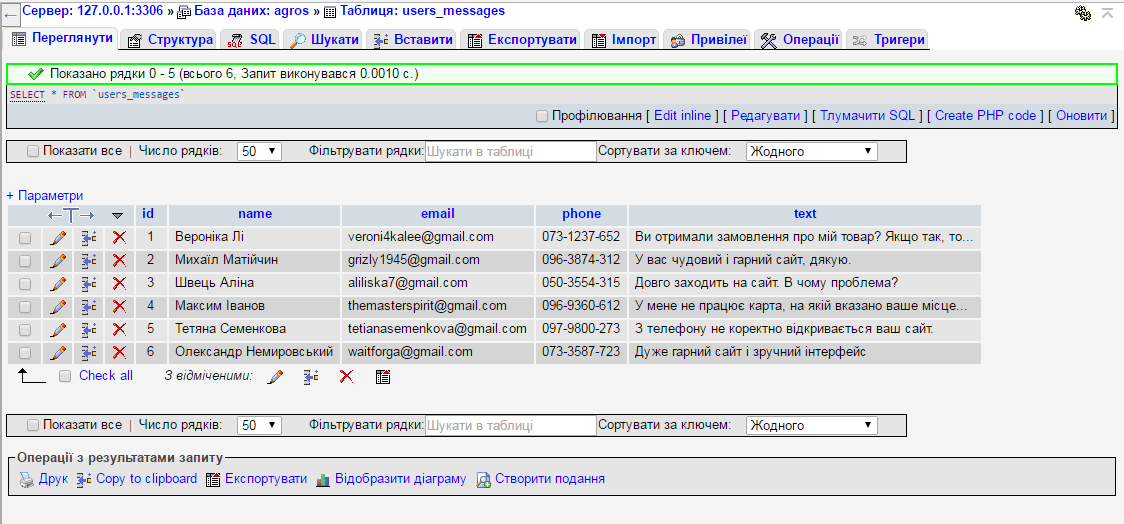 Сервер: 127.0.0.1:3306 » База даних: agros » Таблиця: users_messages
Переглянути Структура SQL Шукати Вставити Експортувати Імпорт Привілеї Операції Тригери
Показано рядки 0 - 5 (всього 6, Запит виконувався 0.0010 с.)
SELECT * FROM `users_messages`
Профілювання [ Edit inline ] [ Редагувати ] [ Тлумачити SQL ] [ Create PHP code ] [ Оновити ]
Показати все | Число рядків: 50 Фільтрувати рядки: Шукати в таблиці Сортувати за ключем: Жодного
+ Параметри
id name email phone text
1 Вероніка Лі veroni4kalee@gmail.com 073-1237-652 Ви отримали замовлення про мій товар? Якщо так, то...
2 Михаїл Матійчин grizly1945@gmail.com 096-3874-312 У вас чудовий і гарний сайт, дякую.
3 Швець Аліна aliliska7@gmail.com 050-3554-315 Довго заходить на сайт. В чому проблема?
4 Максим Іванов themasterspirit@gmail.com 096-9360-612 У мене не працює карта, на якій вказано ваше місце...
5 Тетяна Семенкова tetianasemenkova@gmail.com 097-9800-273 З телефону не коректно відкривається ваш сайт.
6 Олександр Немировський waitforga@gmail.com 073-3587-723 Дуже гарний сайт і зручний інтерфейс
Check all З відміченими:
Показати все | Число рядків: 50 Фільтрувати рядки: Шукати в таблиці Сортувати за ключем: Жодного
Операції з результатами запиту
Друк Copy to clipboard Експортувати Відобразити діаграму Створити подання